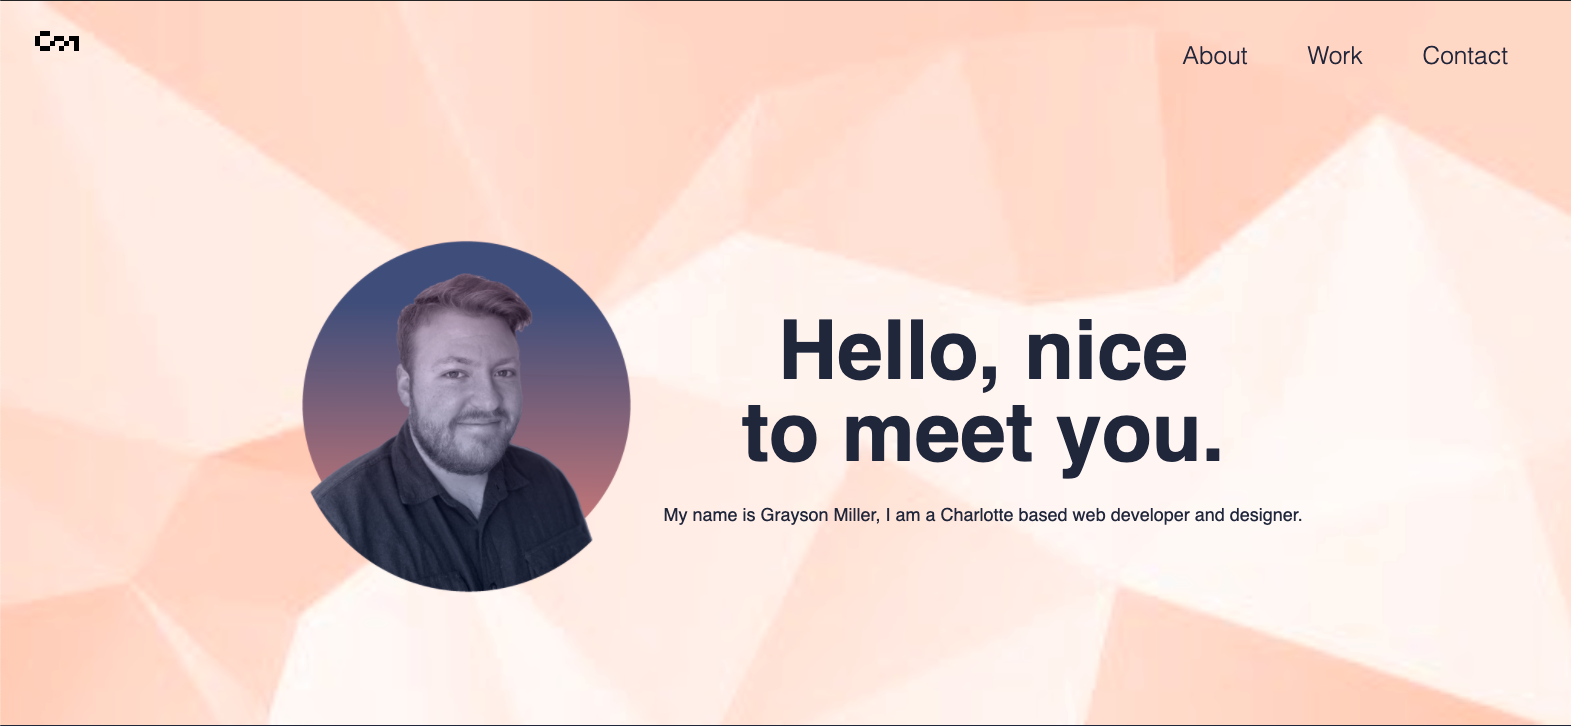 About Work Contact
Hello, nice
to meet you.
My name is Grayson Miller, I am a Charlotte based web developer and designer.